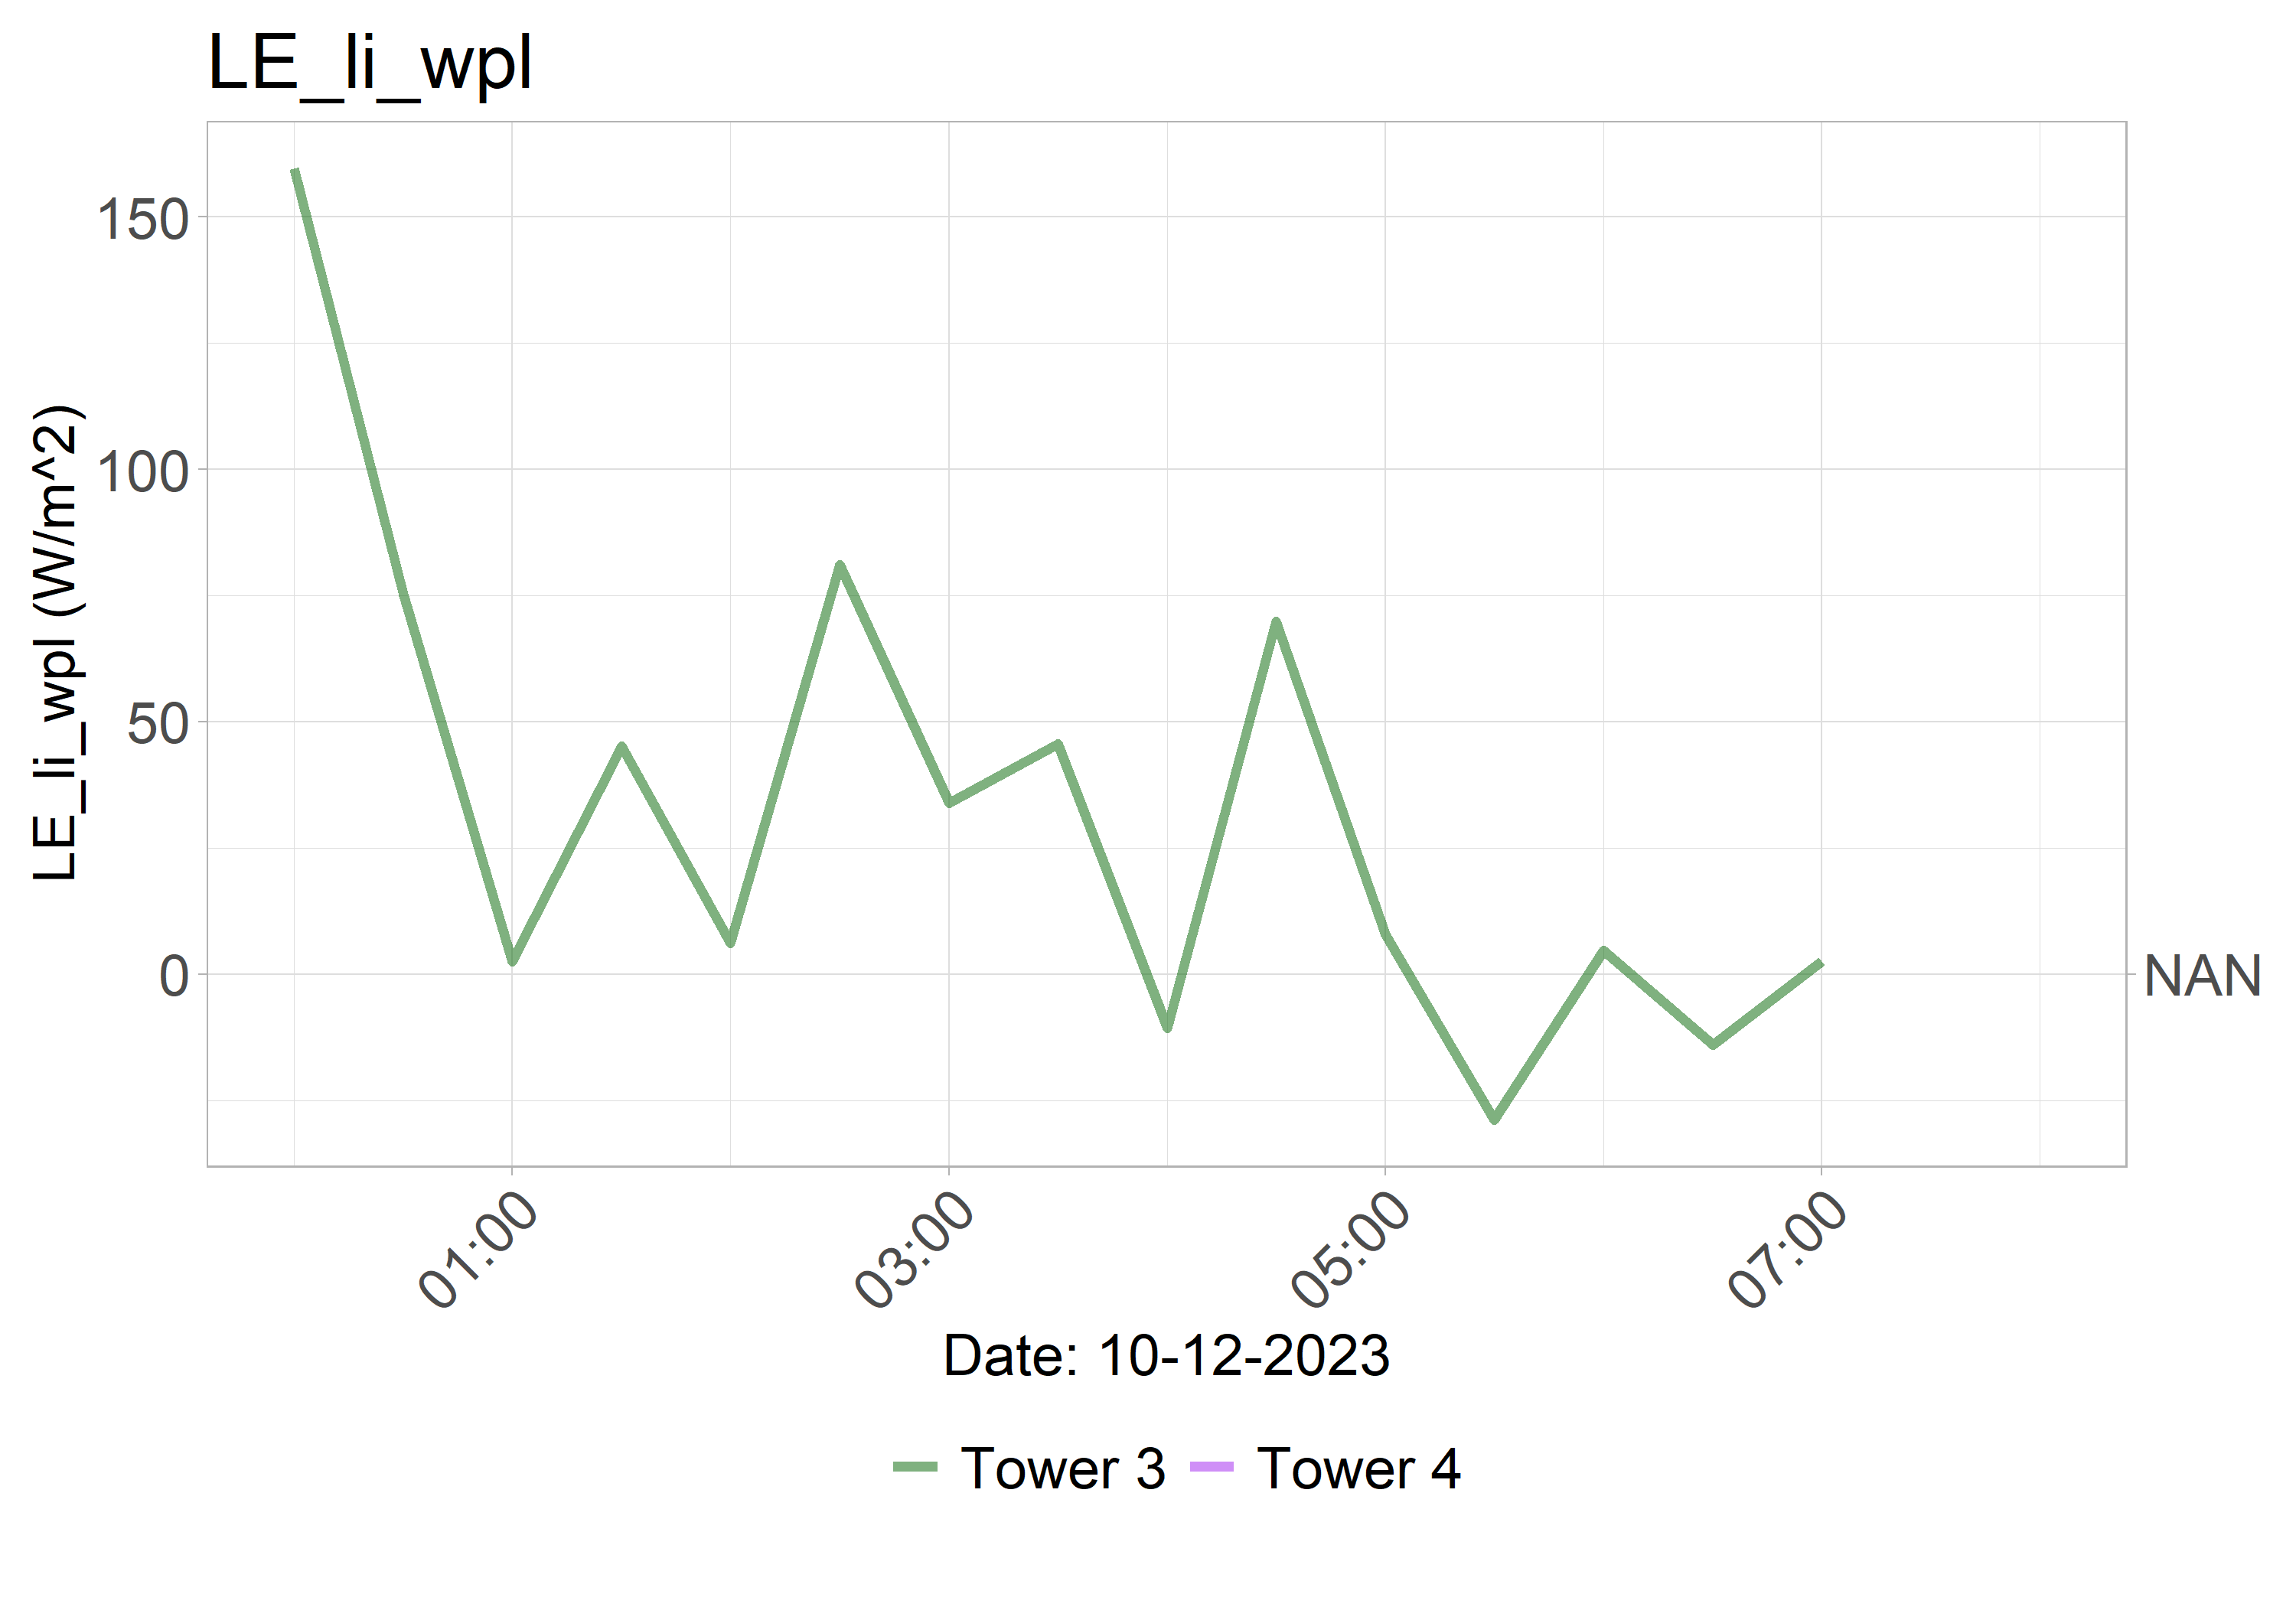 LE_li_wpl
LE_li_wpl (W/m^2)
150
100
50
0
NAN
01:00
03:00
05:00
07:00
Date: 10-12-2023
Tower 3
Tower 4